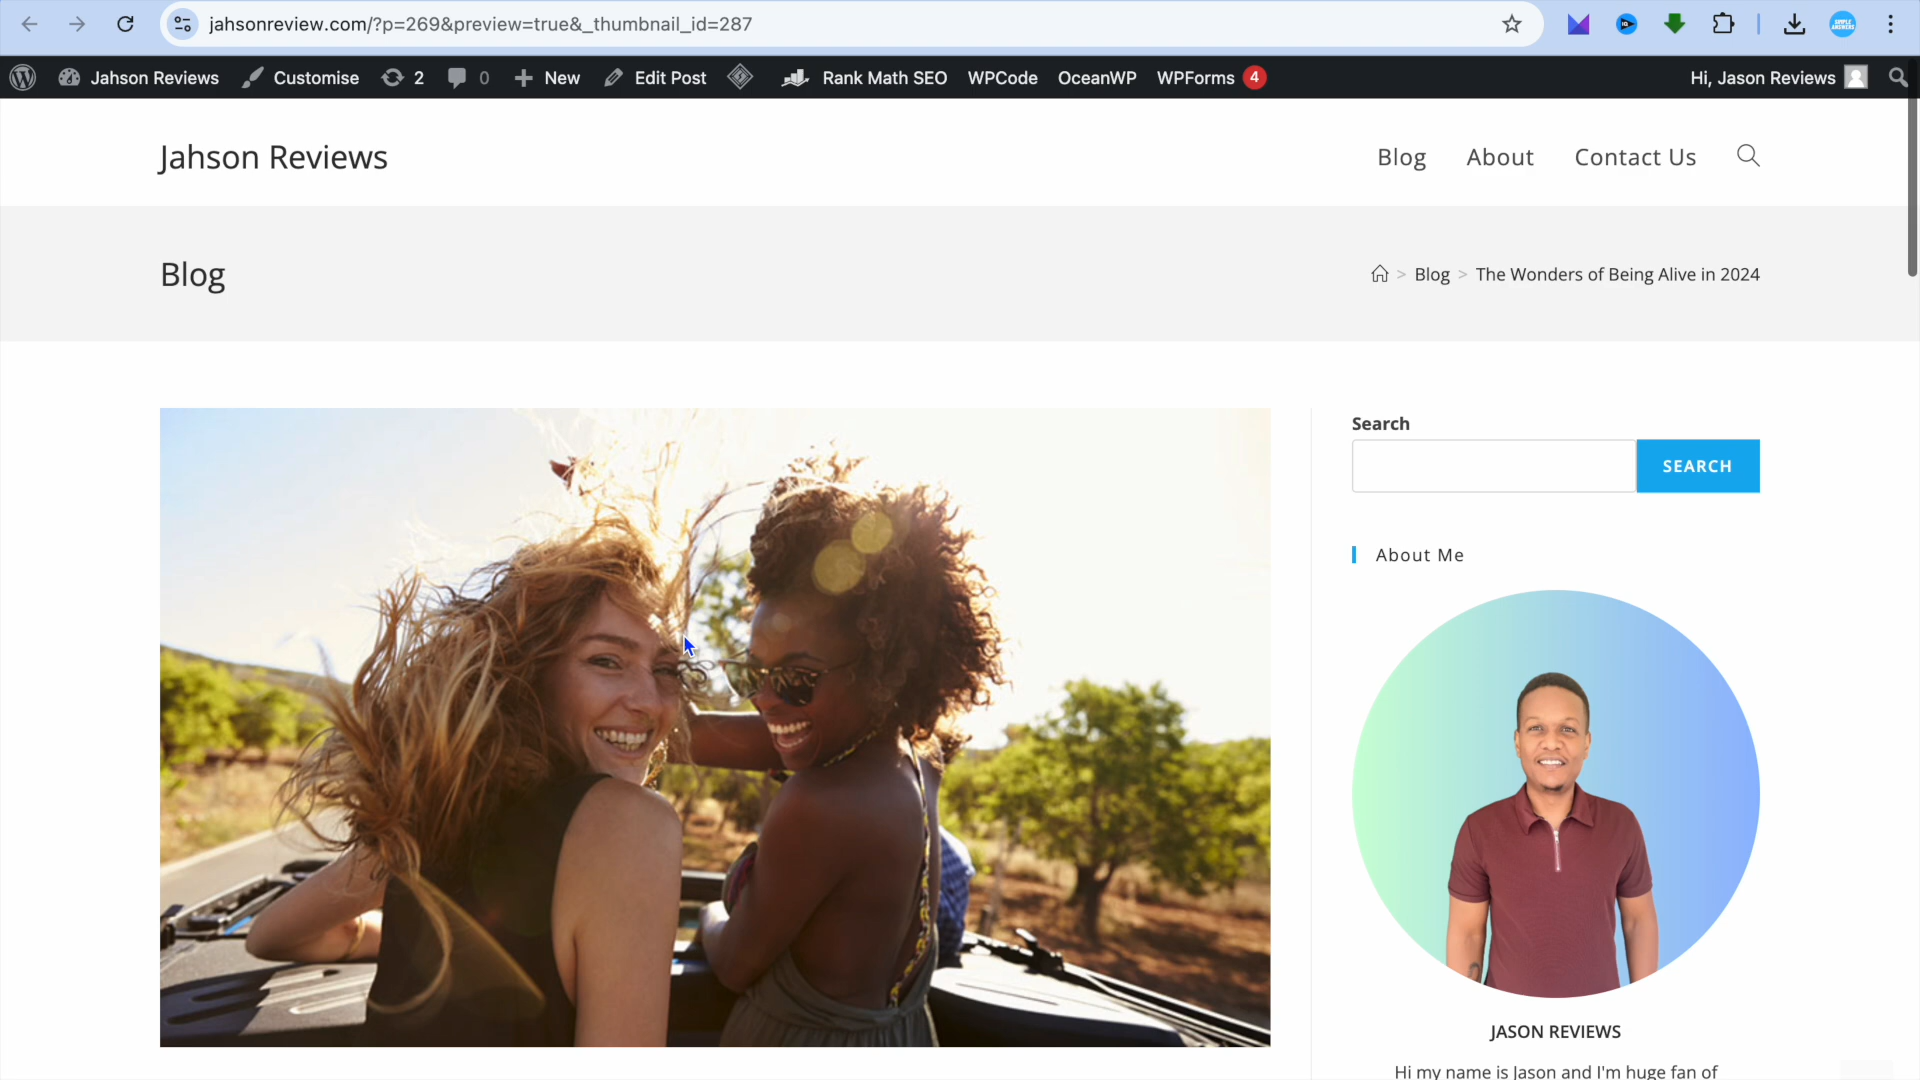 jahsonreview.com/?p=269&preview=true&_thumbnail_id=287
Jahson Reviews Customise 2 0 New Edit Post Rank Math SEO WPCode OceanWP WPForms 4 Hi, Jason Reviews
Jahson Reviews Blog About Contact Us
Blog > Blog > The Wonders of Being Alive in 2024
Search
SEARCH
About Me
JASON REVIEWS
Hi my name is Jason and I'm huge fan of